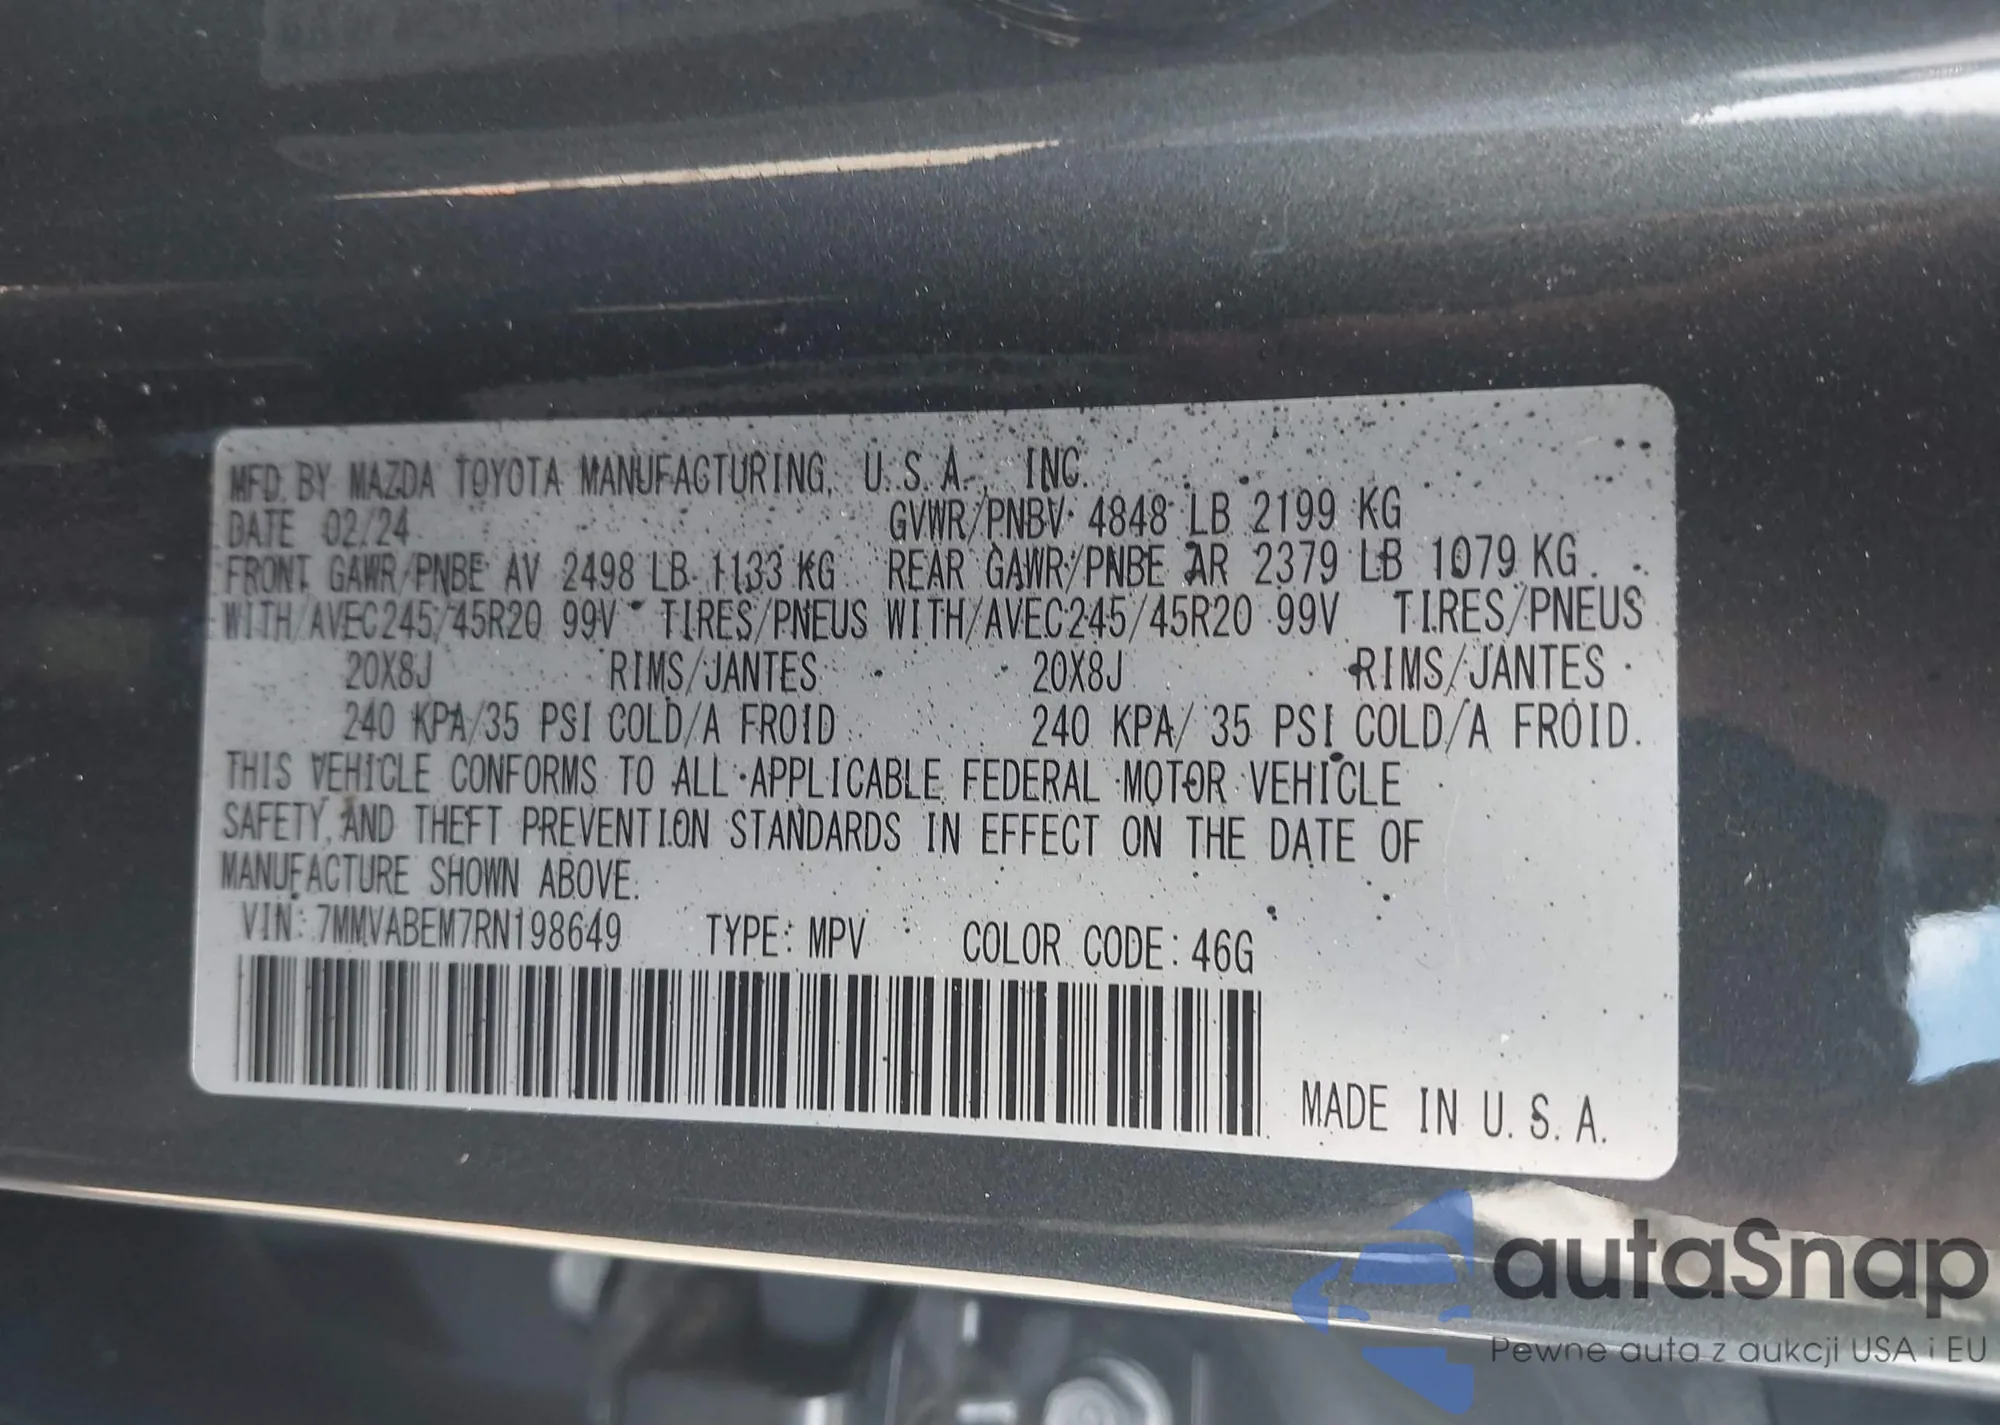 MFD. BY MAZDA TOYOTA MANUFACTURING, U.S.A., INC.
DATE 02/24 GVWR/PNBV 4848 LB 2199 KG
FRONT GAWR/PNBE AV 2498 LB 1133 KG REAR GAWR/PNBE AR 2379 LB 1079 KG
WITH/AVEC245/45R20 99V TIRES/PNEUS WITH/AVEC245/45R20 99V TIRES/PNEUS
20X8J RIMS/JANTES 20X8J RIMS/JANTES
240 KPA/35 PSI COLD/A FROID 240 KPA/ 35 PSI COLD/A FROID.
THIS VEHICLE CONFORMS TO ALL APPLICABLE FEDERAL MOTOR VEHICLE
SAFETY AND THEFT PREVENTION STANDARDS IN EFFECT ON THE DATE OF
MANUFACTURE SHOWN ABOVE.
VIN: 7MMVABEM7RN198649 TYPE: MPV COLOR CODE: 46G
MADE IN U.S.A.
autaSnap
Pewne auta z aukcji USA i EU